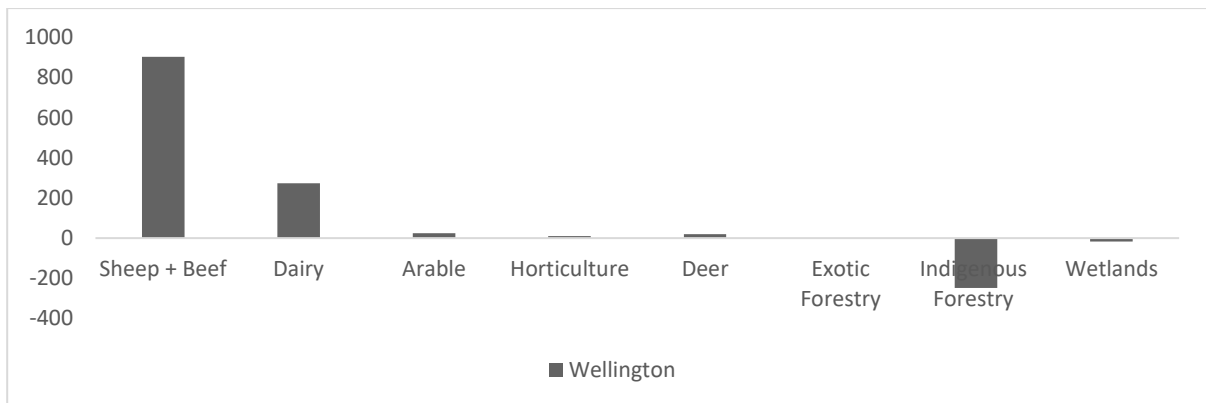 1000
800
600
400
200
0
-200
-400
Sheep + Beef
Dairy
Arable
Horticulture
Deer
Exotic
Forestry
Indigenous
Forestry
Wetlands
Wellington